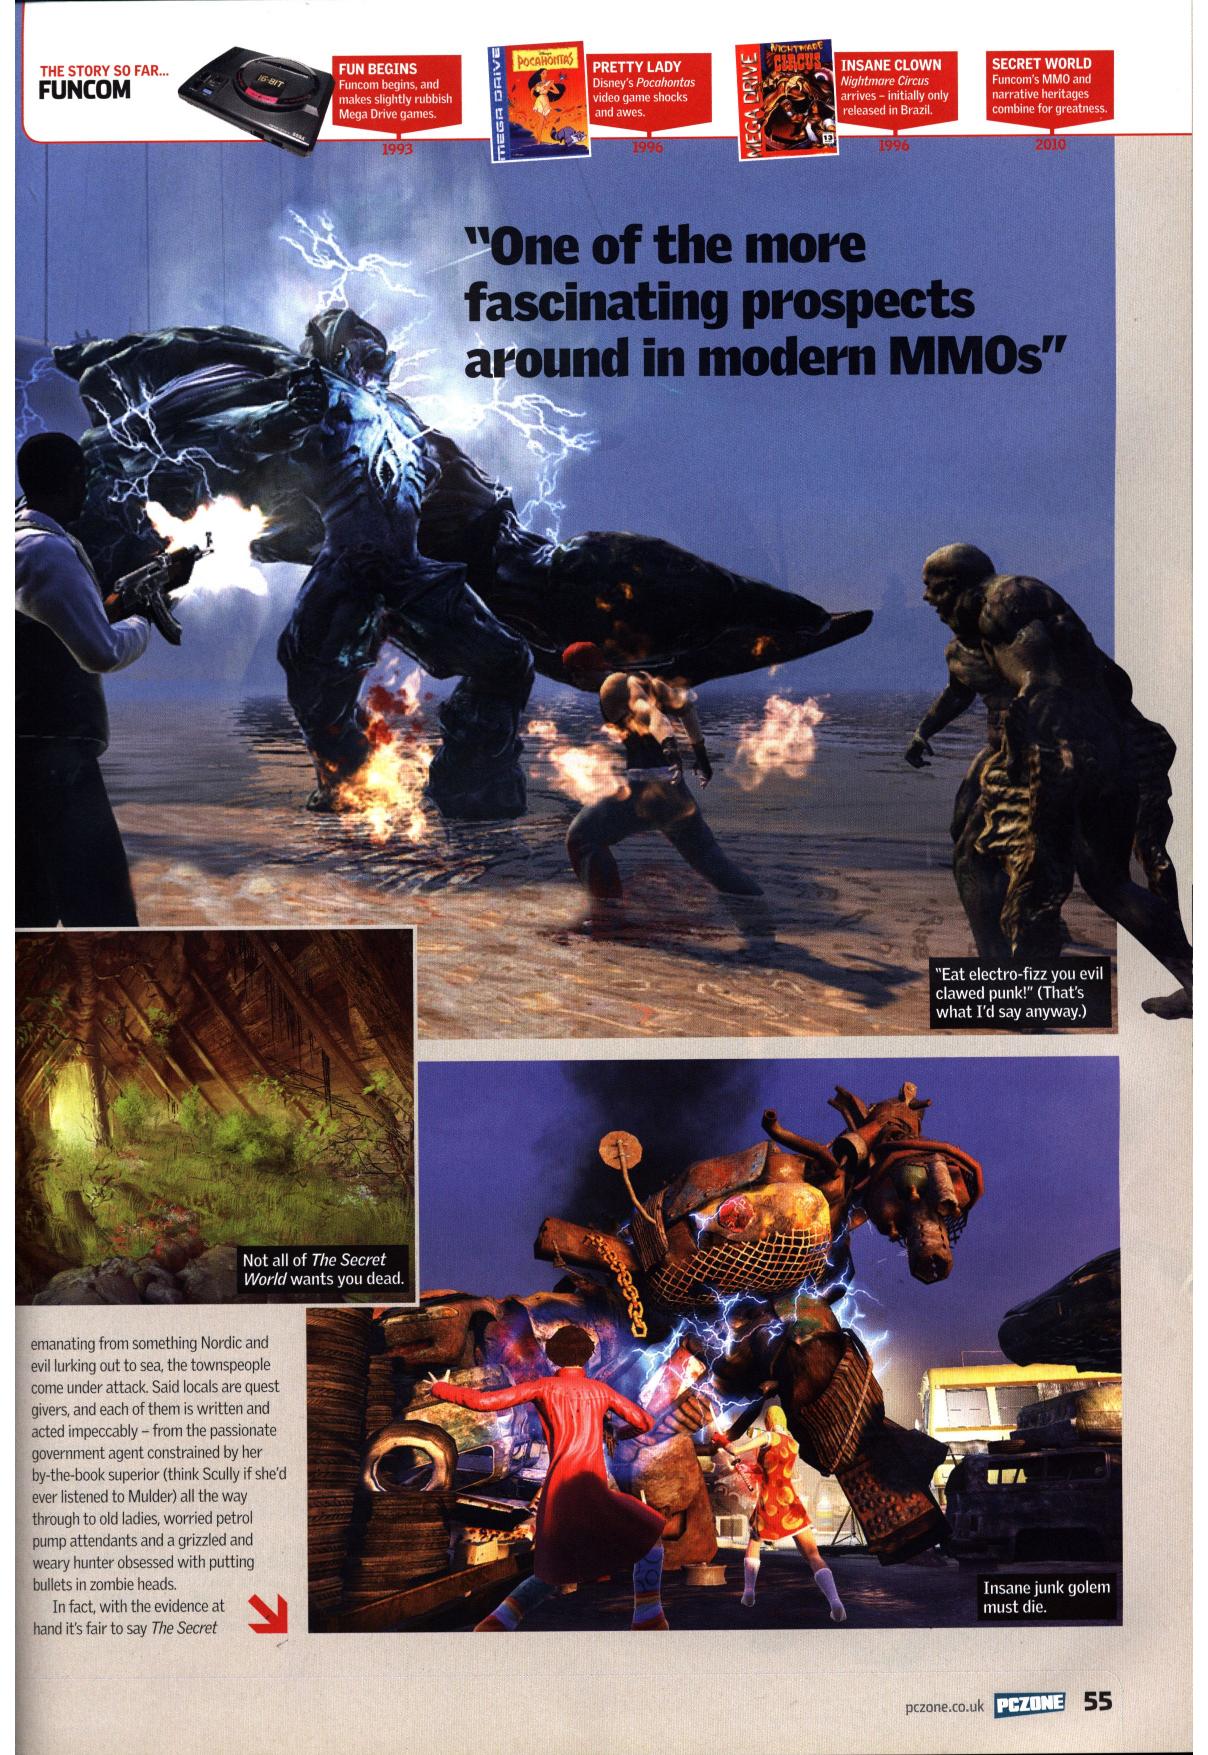 THE STORY SO FAR...
FUNCOM
16-BIT
FUN BEGINS
Funcom begins, and
makes slightly rubbish
Mega Drive games.
1993
MEGA DRIVE
Disney's
POCAHONTAS
PRETTY LADY
Disney's Pocahontas
video game shocks
and awes.
1996
MEGA DRIVE
NIGHTMARE
CIRCUS
13
INSANE CLOWN
Nightmare Circus
arrives – initially only
released in Brazil.
1996
SECRET WORLD
Funcom's MMO and
narrative heritages
combine for greatness.
2010
"One of the more
fascinating prospects
around in modern MMOs"
"Eat electro-fizz you evil
clawed punk!" (That's
what I'd say anyway.)
Not all of The Secret
World wants you dead.
emanating from something Nordic and
evil lurking out to sea, the townspeople
come under attack. Said locals are quest
givers, and each of them is written and
acted impeccably – from the passionate
government agent constrained by her
by-the-book superior (think Scully if she'd
ever listened to Mulder) all the way
through to old ladies, worried petrol
pump attendants and a grizzled and
weary hunter obsessed with putting
bullets in zombie heads.
In fact, with the evidence at
hand it's fair to say The Secret
Insane junk golem
must die.
pczone.co.uk PCZONE 55